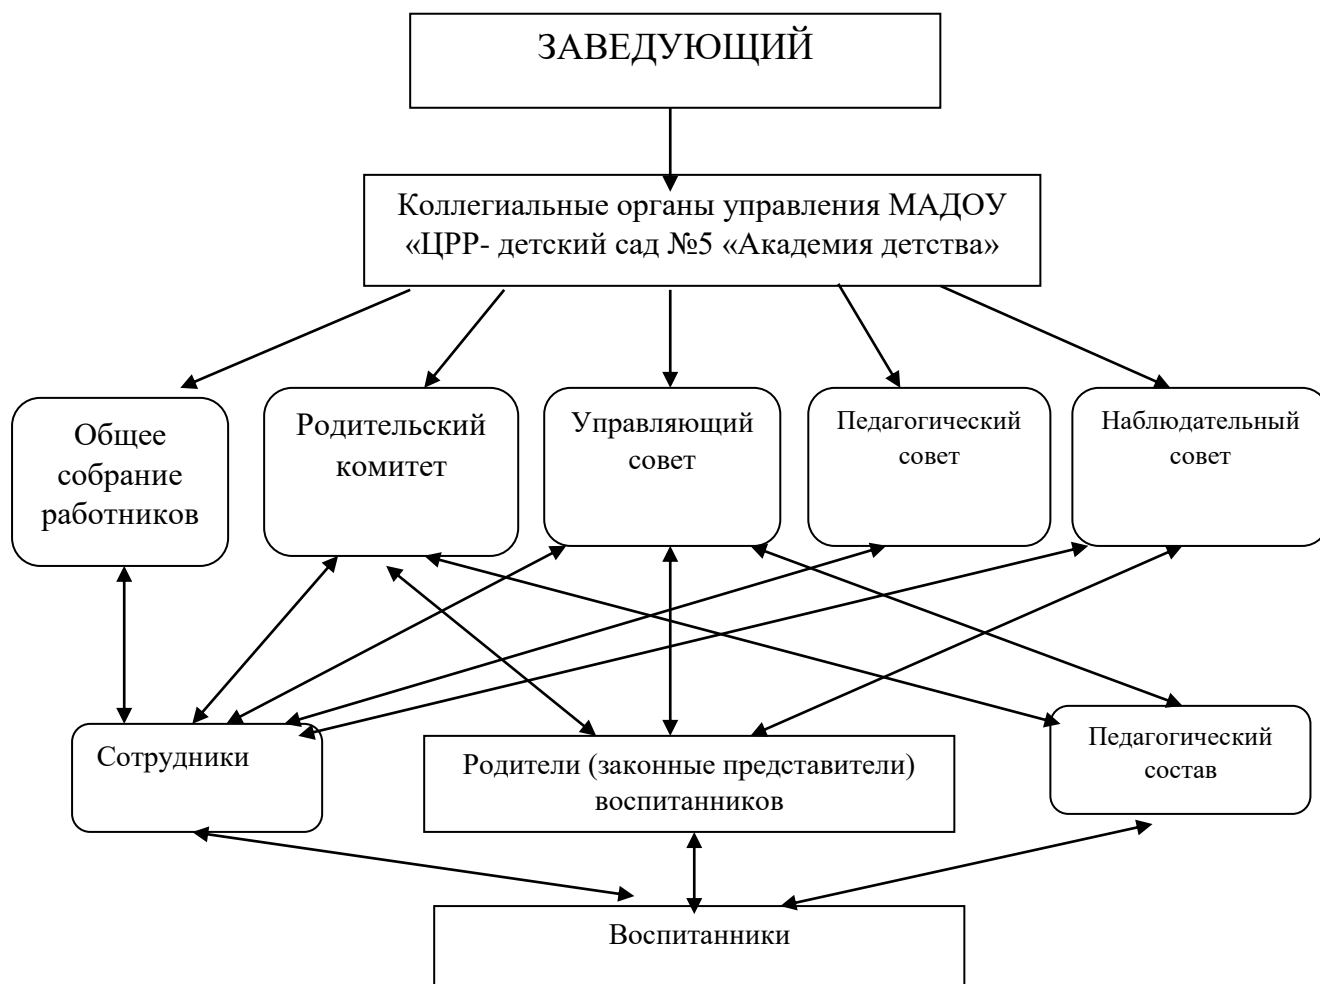 ЗАВЕДУЮЩИЙ
Коллегиальные органы управления МАДОУ
«ЦРР- детский сад №5 «Академия детства»
Общее
собрание
работников
Родительский
комитет
Управляющий
совет
Педагогический
совет
Наблюдательный
совет
Сотрудники
Родители (законные представители)
воспитанников
Педагогический
состав
Воспитанники